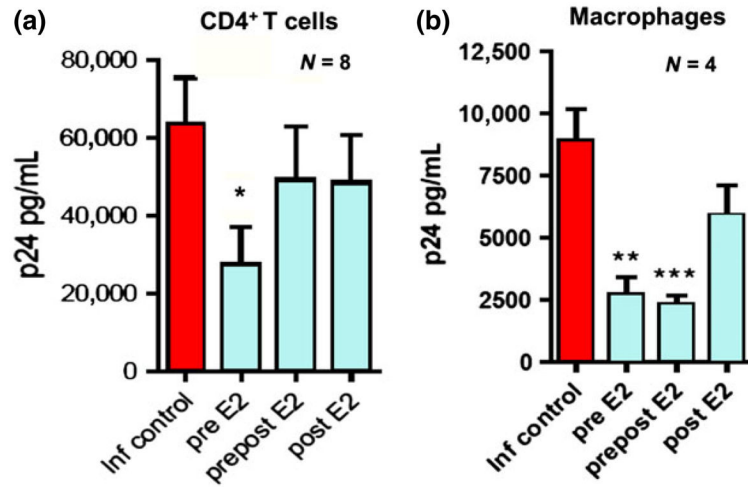 (a)
CD4⁺ T cells
N = 8
p24 pg/mL
80,000
60,000
40,000
20,000
0
*
Inf control
pre E2
prepost E2
post E2
(b)
Macrophages
N = 4
p24 pg/mL
12,500
10,000
7500
5000
2500
0
**
***
Inf control
pre E2
prepost E2
post E2